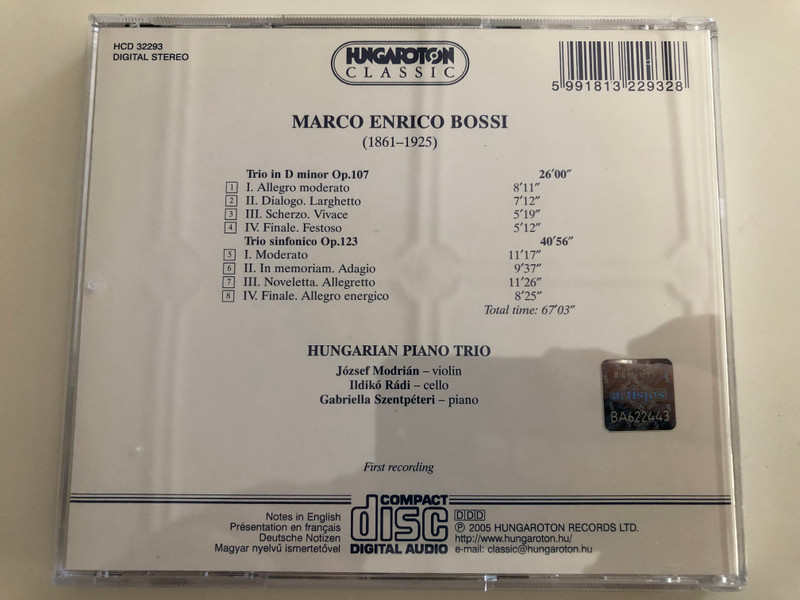 HCD 32293
DIGITAL STEREO
HUNGAROTON
CLASSIC
5 991813 229328
MARCO ENRICO BOSSI
(1861–1925)
Trio in D minor Op.107 26′00″
1 I. Allegro moderato 8′11″
2 II. Dialogo. Larghetto 7′12″
3 III. Scherzo. Vivace 5′19″
4 IV. Finale. Festoso 5′12″
Trio sinfonico Op.123 40′56″
5 I. Moderato 11′17″
6 II. In memoriam. Adagio 9′37″
7 III. Noveletta. Allegretto 11′26″
8 IV. Finale. Allegro energico 8′25″
Total time: 67′03″
HUNGARIAN PIANO TRIO
József Modrián – violin
Ildikó Rádi – cello
Gabriella Szentpéteri – piano
artisjus
BA622443
First recording
Notes in English
Présentation en français
Deutsche Notizen
Magyar nyelvű ismertetővel
COMPACT
disc
DIGITAL AUDIO
DDD
℗ 2005 HUNGAROTON RECORDS LTD.
http://www.hungaroton.hu/
e-mail: classic@hungaroton.hu